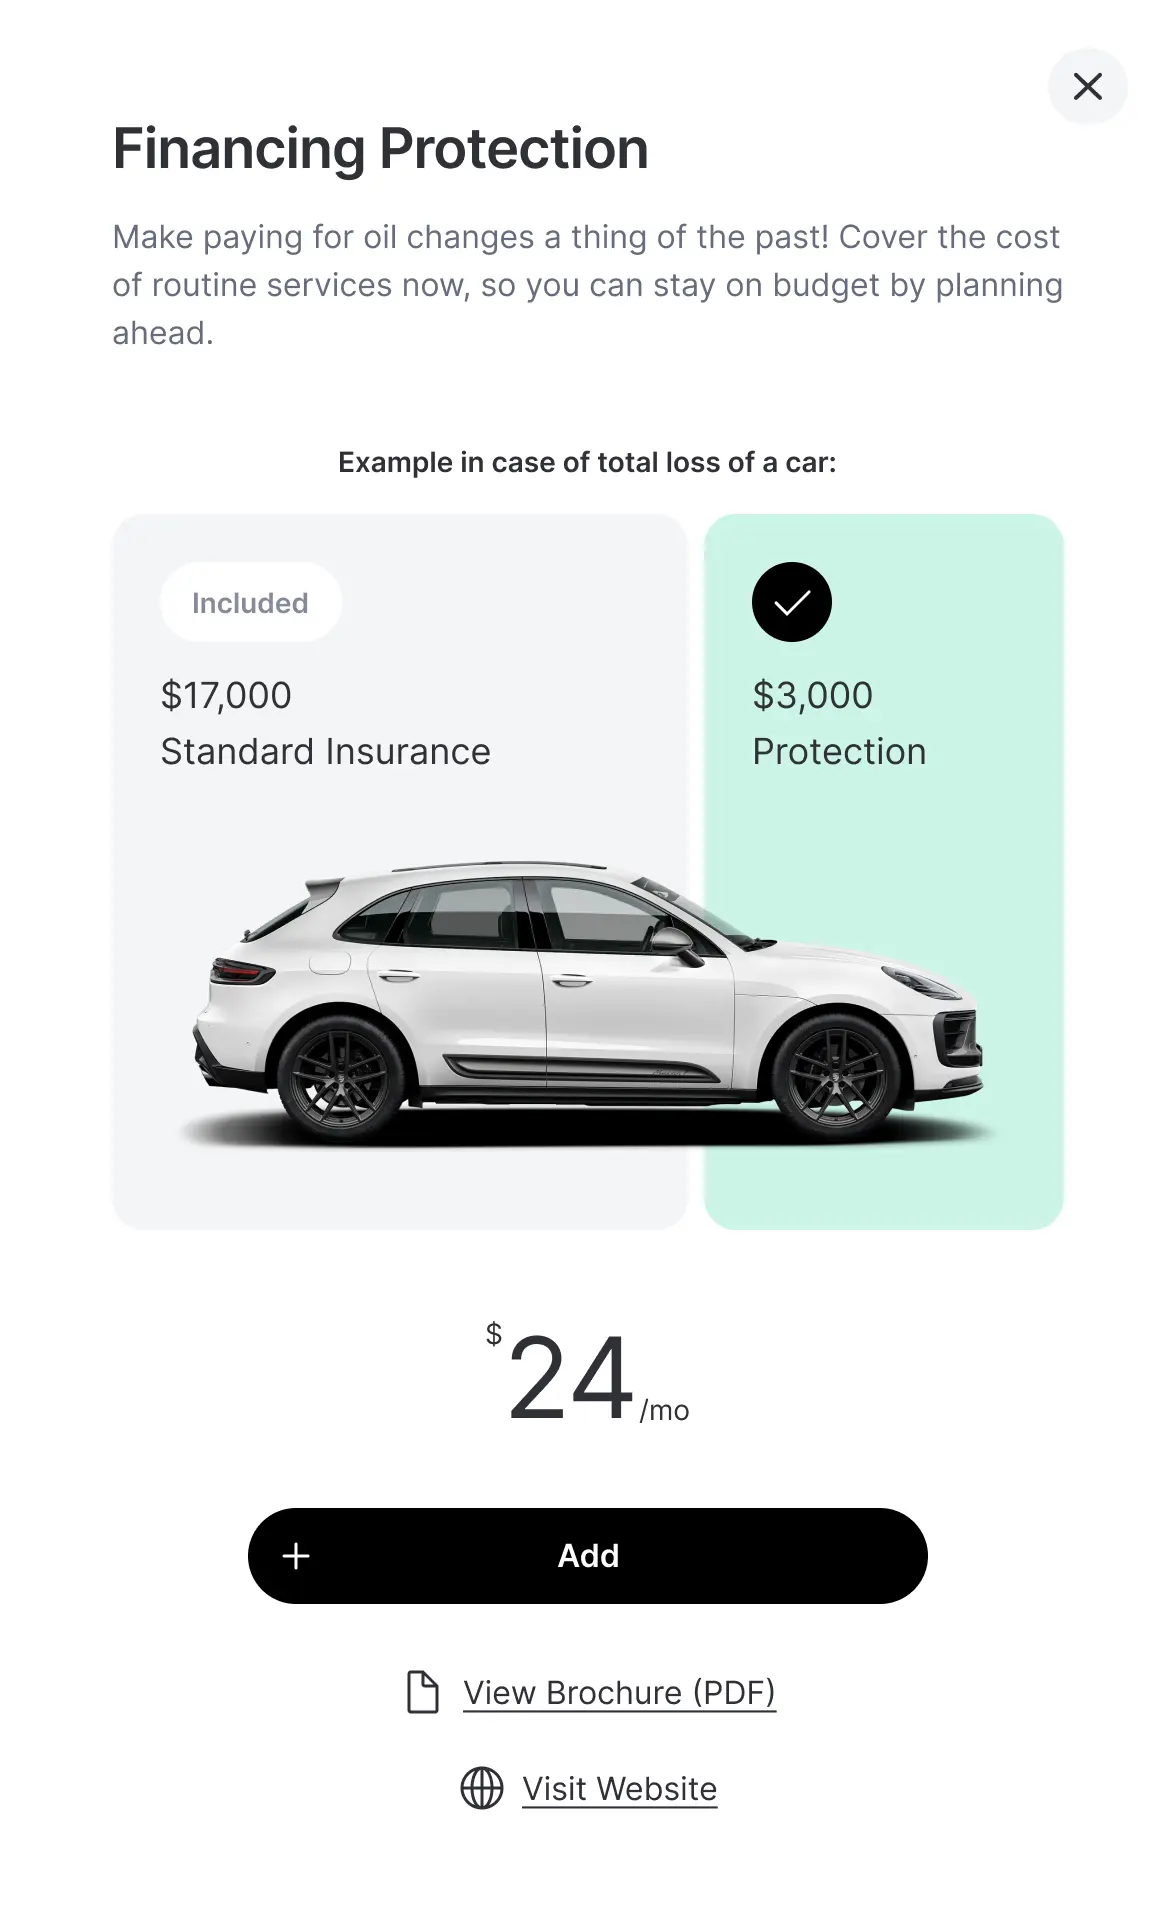 Financing Protection
Make paying for oil changes a thing of the past! Cover the cost
of routine services now, so you can stay on budget by planning
ahead.
Example in case of total loss of a car:
Included
$17,000
Standard Insurance
$3,000
Protection
$24/mo
Add
View Brochure (PDF)
Visit Website